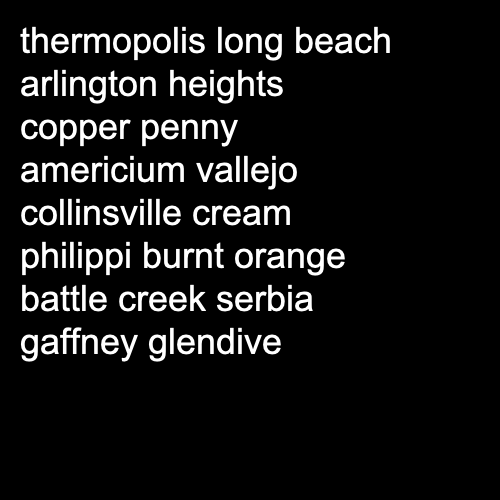 thermopolis long beach
arlington heights
copper penny
americium vallejo
collinsville cream
philippi burnt orange
battle creek serbia
gaffney glendive